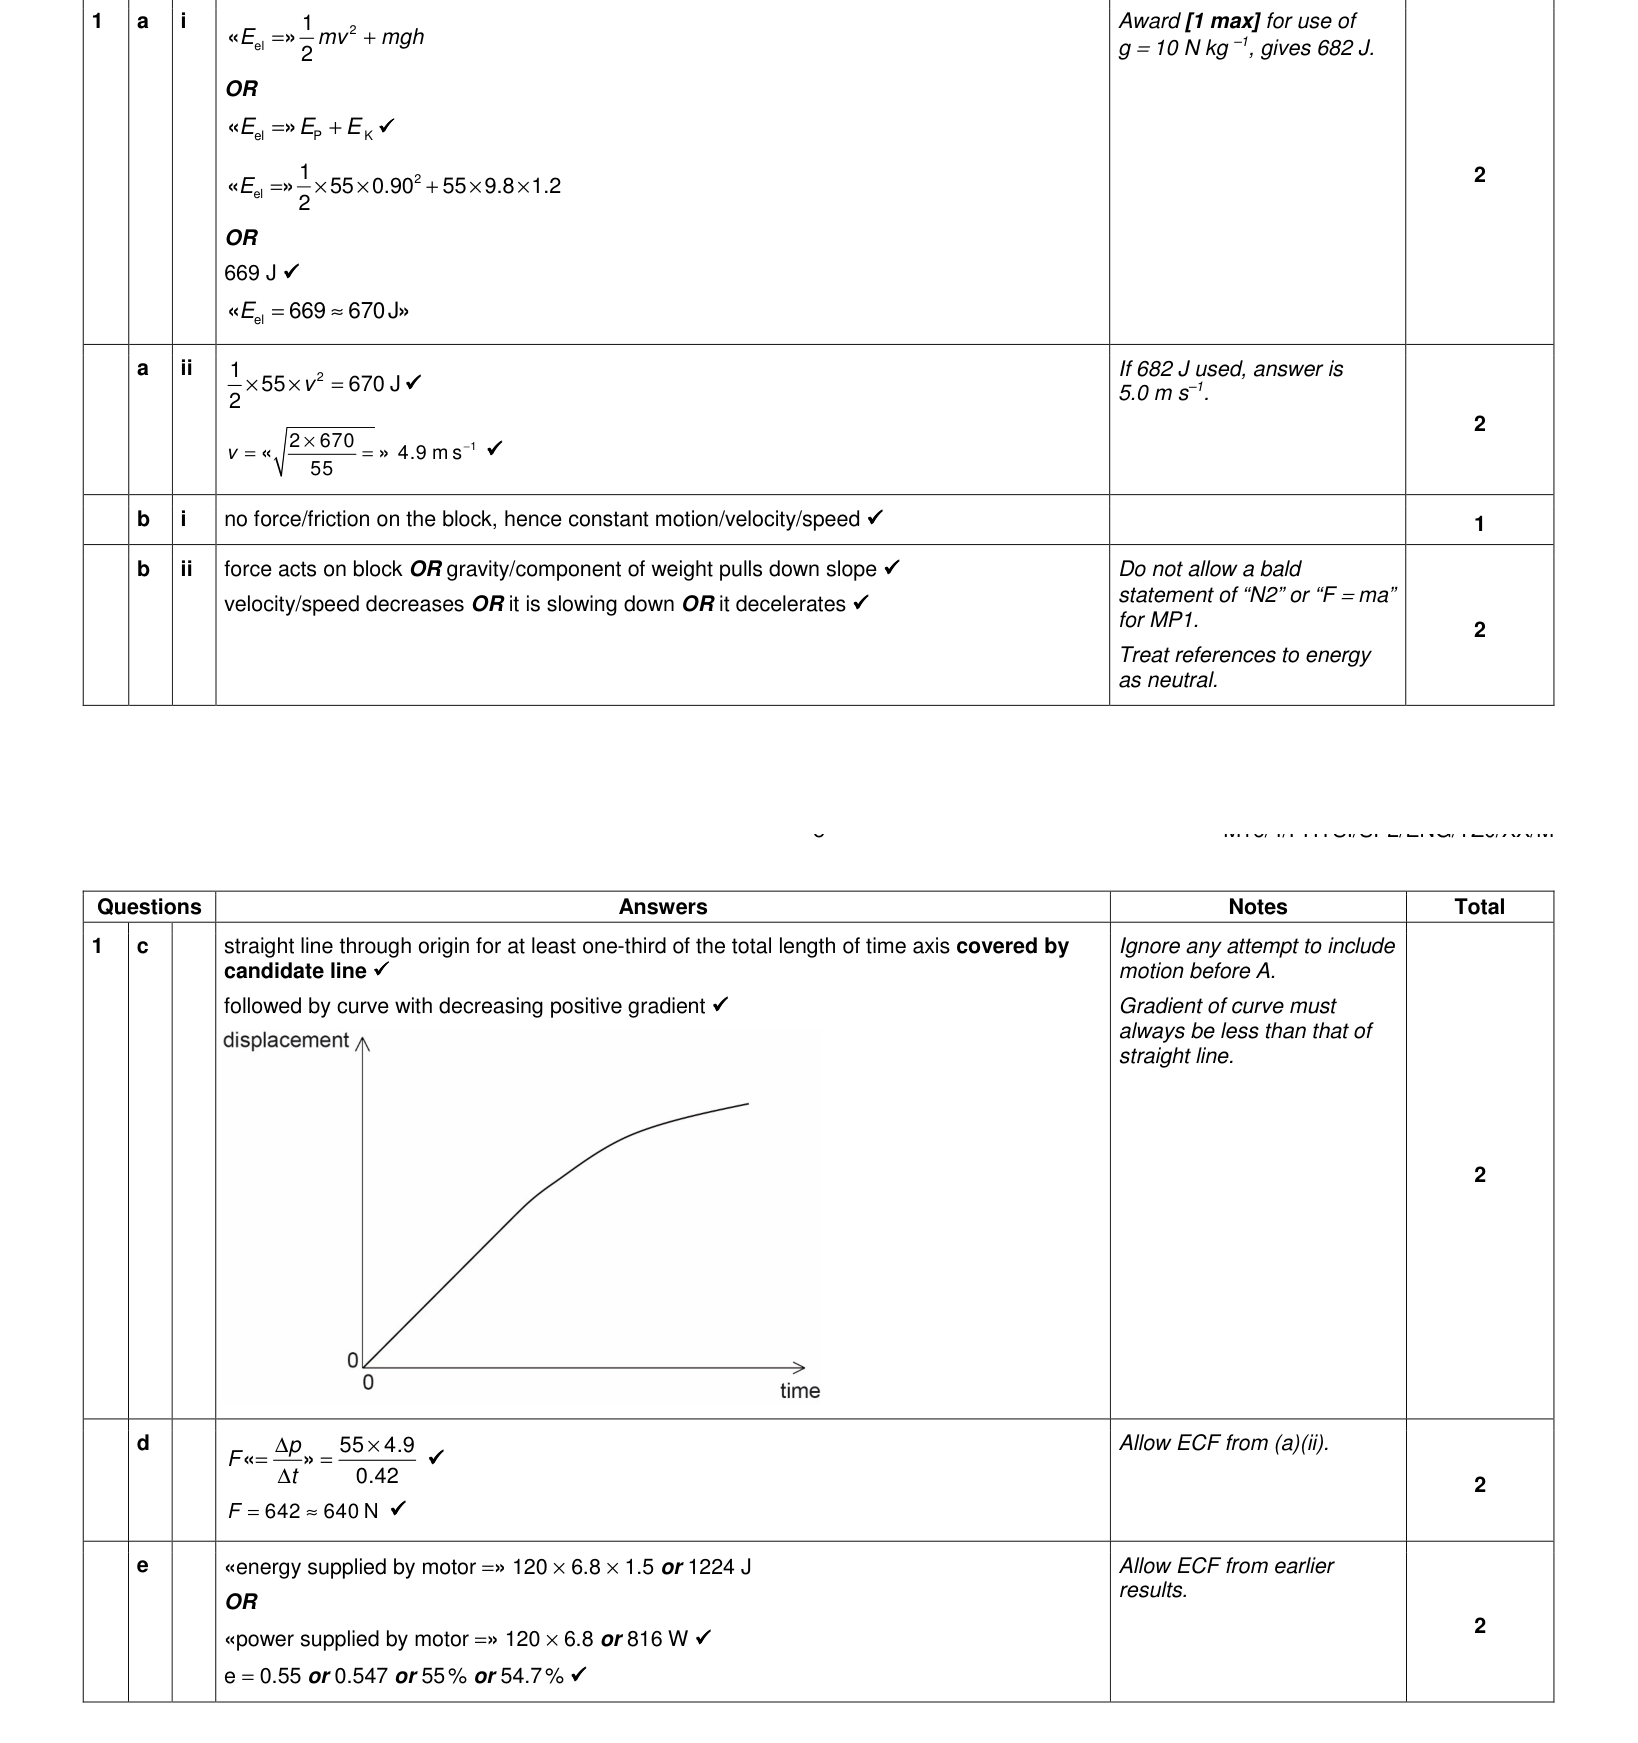 1 a i «E_el =» 1/2 mv² + mgh
OR
«E_el =» E_P + E_K ✓
«E_el =» 1/2 × 55 × 0.90² + 55 × 9.8 × 1.2
OR
669 J ✓
«E_el = 669 ≈ 670 J»
Award [1 max] for use of
g = 10 N kg⁻¹, gives 682 J.
2
a ii 1/2 × 55 × v² = 670 J ✓
v = «√(2 × 670 / 55) =» 4.9 m s⁻¹ ✓
If 682 J used, answer is
5.0 m s⁻¹.
2
b i no force/friction on the block, hence constant motion/velocity/speed ✓
1
b ii force acts on block OR gravity/component of weight pulls down slope ✓
velocity/speed decreases OR it is slowing down OR it decelerates ✓
Do not allow a bald
statement of “N2” or “F = ma”
for MP1.
Treat references to energy
as neutral.
2
Questions Answers Notes Total
1 c straight line through origin for at least one-third of the total length of time axis covered by
candidate line ✓
followed by curve with decreasing positive gradient ✓
displacement
0
0
time
Ignore any attempt to include
motion before A.
Gradient of curve must
always be less than that of
straight line.
2
d F «= Δp/Δt» = 55 × 4.9 / 0.42 ✓
F = 642 ≈ 640 N ✓
Allow ECF from (a)(ii).
2
e «energy supplied by motor =» 120 × 6.8 × 1.5 or 1224 J
OR
«power supplied by motor =» 120 × 6.8 or 816 W ✓
e = 0.55 or 0.547 or 55% or 54.7% ✓
Allow ECF from earlier
results.
2